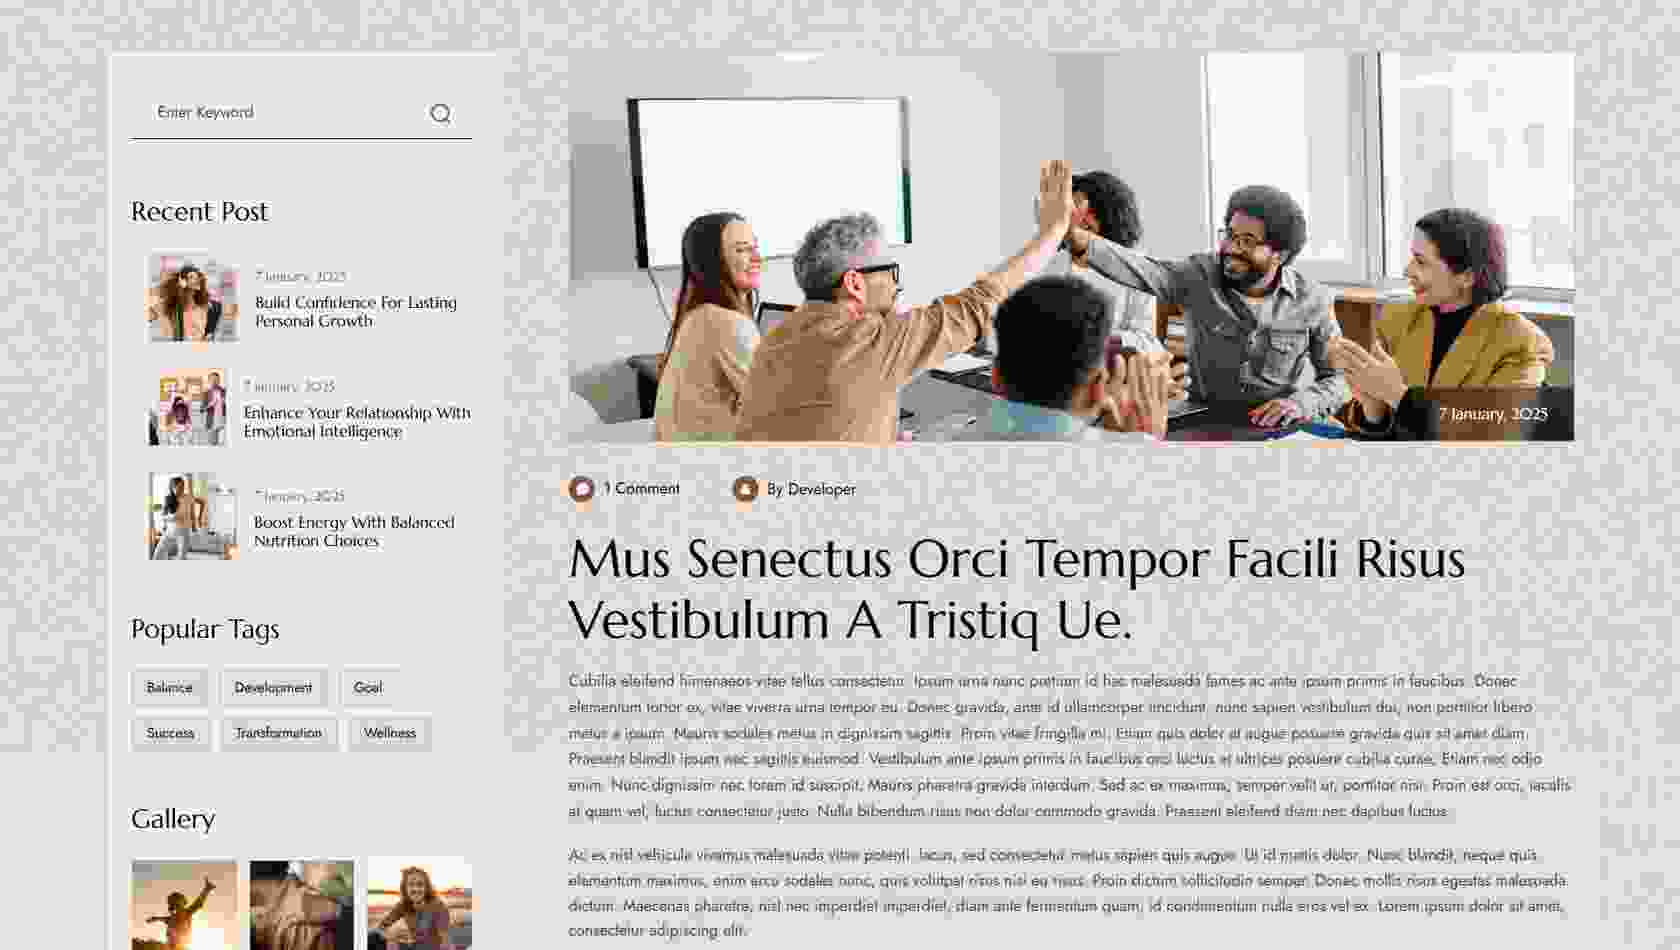 Enter Keyword
Recent Post
7 January, 2025
Build Confidence For Lasting
Personal Growth
7 January, 2025
Enhance Your Relationship With
Emotional Intelligence
7 January, 2025
Boost Energy With Balanced
Nutrition Choices
Popular Tags
Balance
Development
Goal
Success
Transformation
Wellness
Gallery
7 January, 2025
1 Comment
By Developer
Mus Senectus Orci Tempor Facili Risus
Vestibulum A Tristiq Ue.
Cubilia eleifend himenaeos vitae tellus consectetur. Ipsum urna nunc pretium id hac malesuada fames ac ante ipsum primis in faucibus. Donec
elementum tortor ex, vitae viverra urna tempor eu. Donec gravida, ante id ullamcorper tincidunt, nunc sapien vestibulum dui, non porttitor libero
metus a ipsum. Mauris sodales metus in dignissim sagittis. Proin vitae fringilla mi. Etiam quis dolor at augue posuere gravida quis sit amet diam.
Praesent blandit ipsum nec sagittis euismod. Vestibulum ante ipsum primis in faucibus orci luctus et ultrices posuere cubilia curae; Etiam nec odio
enim. Nunc dignissim nec lorem id suscipit. Mauris pharetra gravida interdum. Sed ac ex maximus, semper velit ut, porttitor nisi. Proin est orci, iaculis
at quam vel, luctus consectetur justo. Nulla bibendum risus non dolor commodo gravida. Praesent eleifend diam nec dapibus luctus.
Ac ex nisl vehicula vivamus malesuada vitae potenti. lacus, sed consectetur metus sapien quis augue. Ut id mattis dolor. Nunc blandit, neque quis
elementum maximus, enim arcu sodales nunc, quis volutpat risus nisl eu risus. Proin dictum sollicitudin semper. Donec mollis risus egestas malesuada
dictum. Maecenas pharetra, nisl nec imperdiet imperdiet, diam ante fermentum quam, id condimentum nulla eros vel ex. Lorem ipsum dolor sit amet,
consectetur adipiscing elit.